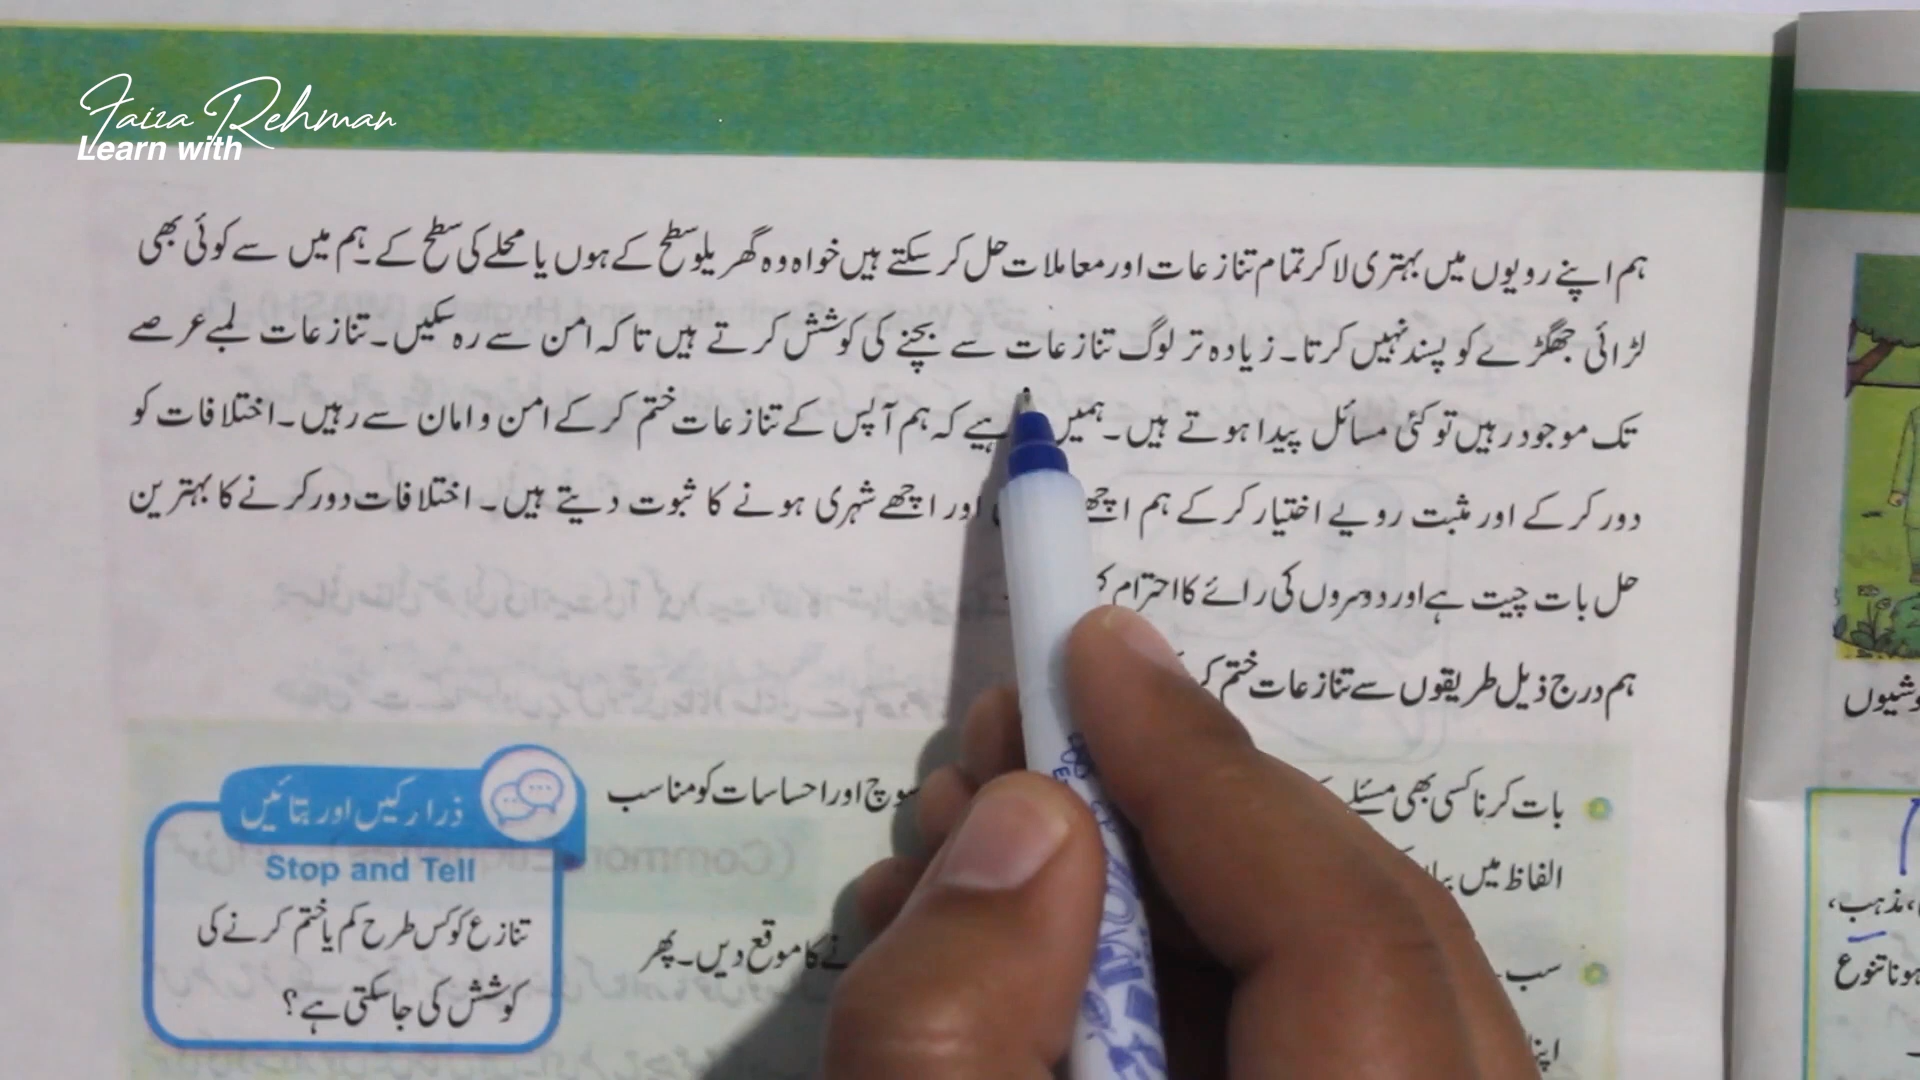 Faiza Rehman
Learn with
ہم اپنے رویوں میں بہتری لا کر تمام تنازعات اور معاملات حل کر سکتے ہیں خواہ وہ گھریلو سطح کے ہوں یا محلے کی سطح کے۔ ہم میں سے کوئی بھی
لڑائی جھگڑے کو پسند نہیں کرتا۔ زیادہ تر لوگ تنازعات سے بچنے کی کوشش کرتے ہیں تاکہ امن سے رہ سکیں۔ تنازعات لمبے عرصے
تک موجود رہیں تو کئی مسائل پیدا ہوتے ہیں۔ ہمیں کہ ہم آپس کے تنازعات ختم کر کے امن و امان سے رہیں۔ اختلافات کو
دور کر کے اور مثبت رویے اختیار کر کے ہم اور اچھے شہری ہونے کا ثبوت دیتے ہیں۔ اختلافات دور کرنے کا بہترین
حل بات چیت ہے اور دوسروں کی رائے کا احترام
ہم درج ذیل طریقوں سے تنازعات ختم
بات کرنا کسی بھی مسئلے سوچ اور احساسات کو مناسب
الفاظ میں
سب کا موقع دیں۔ پھر
ذرا رکیں اور بتائیں
Stop and Tell
تنازع کو کس طرح کم یا ختم کرنے کی
کوشش کی جا سکتی ہے؟
مذہب،
ہونا تنوع